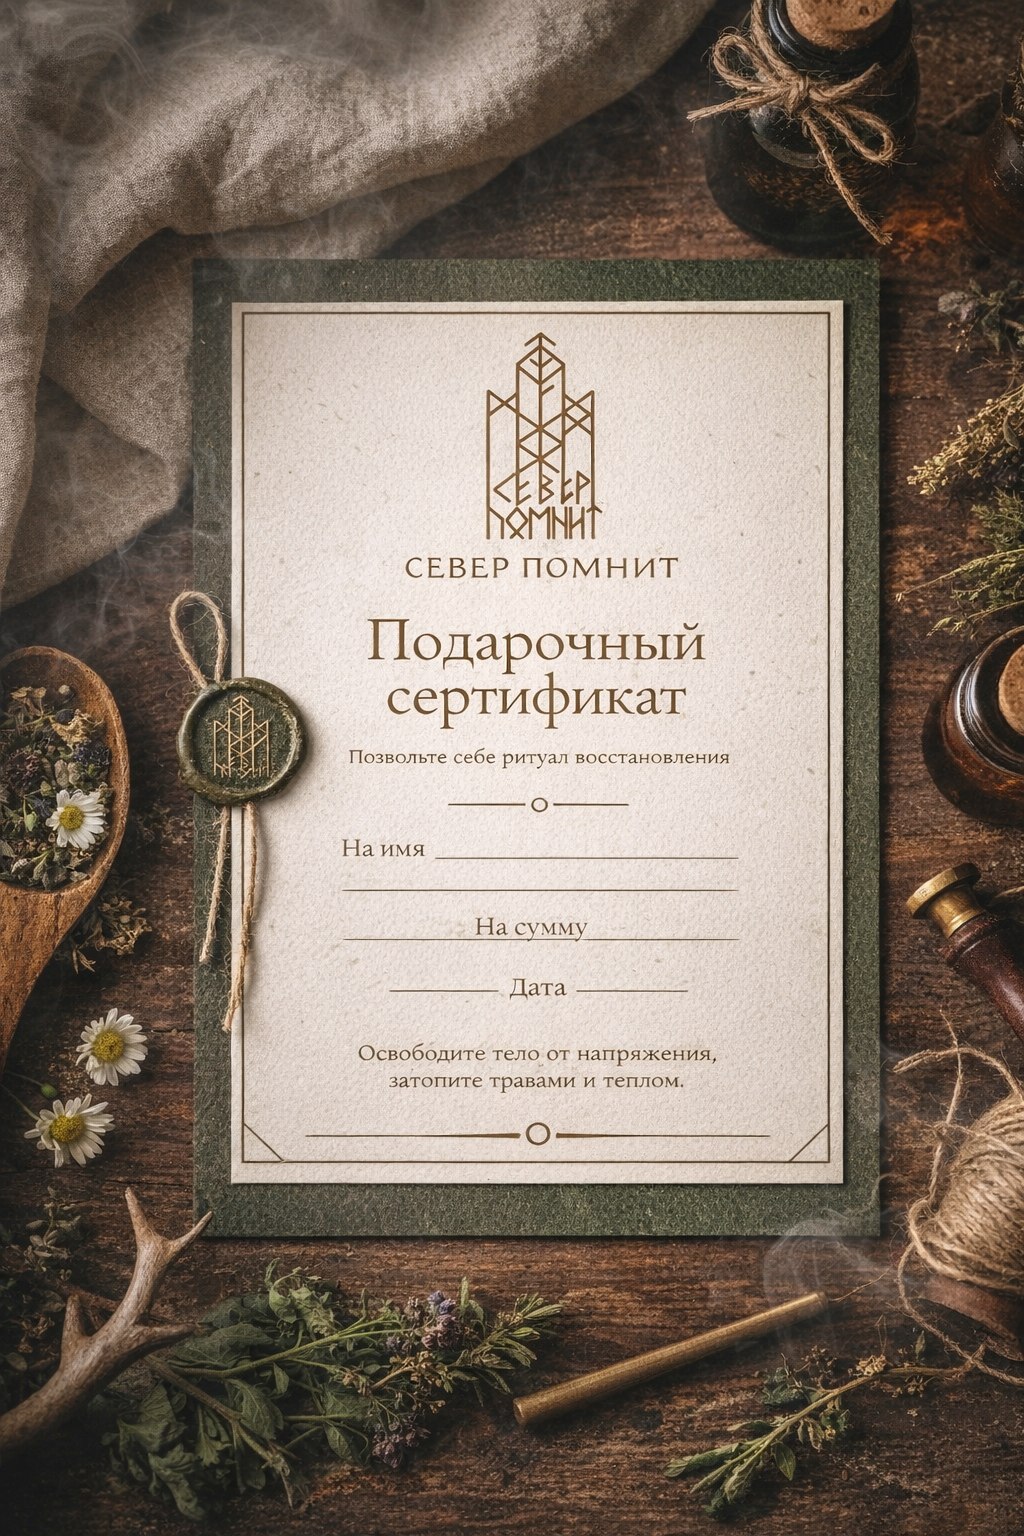 СЕВЕР
ПОМНИТ
СЕВЕР ПОМНИТ
Подарочный
сертификат
Позвольте себе ритуал восстановления
На имя
На сумму
Дата
Освободите тело от напряжения,
затопите травами и теплом.